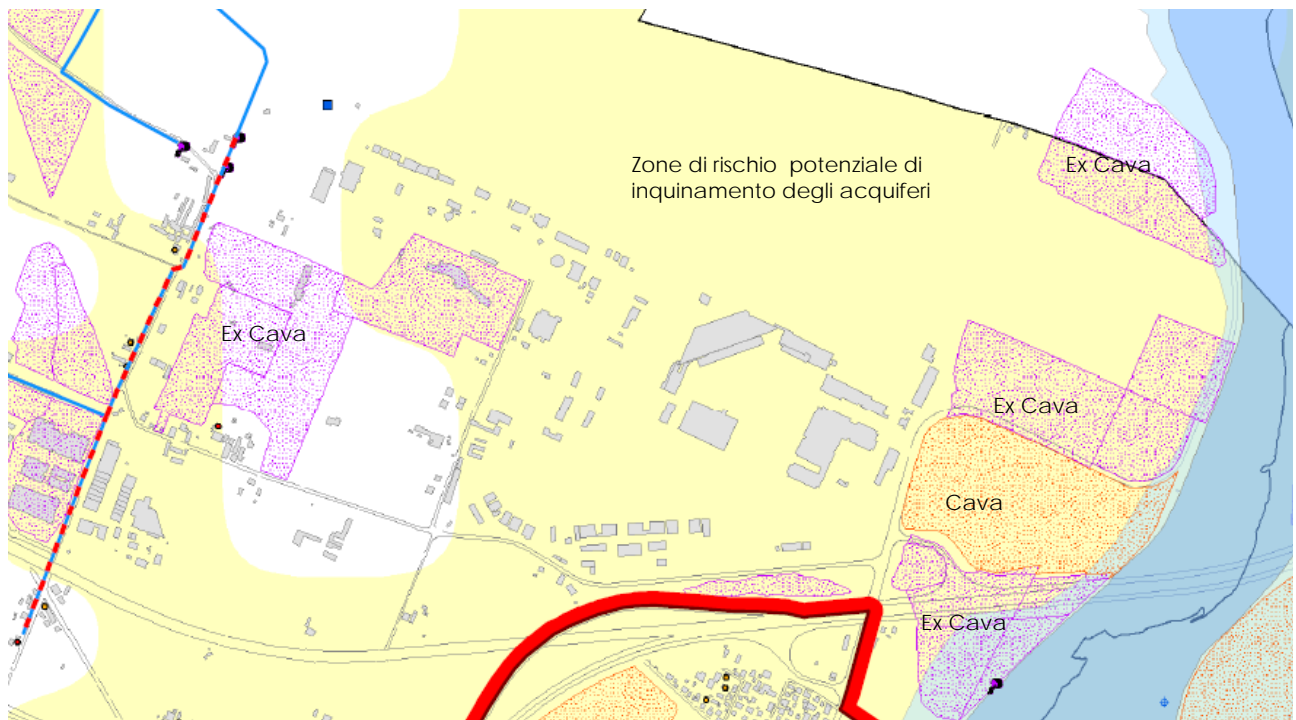 Zone di rischio potenziale di
inquinamento degli acquiferi
Ex Cava
Ex Cava
Ex Cava
Cava
Ex Cava